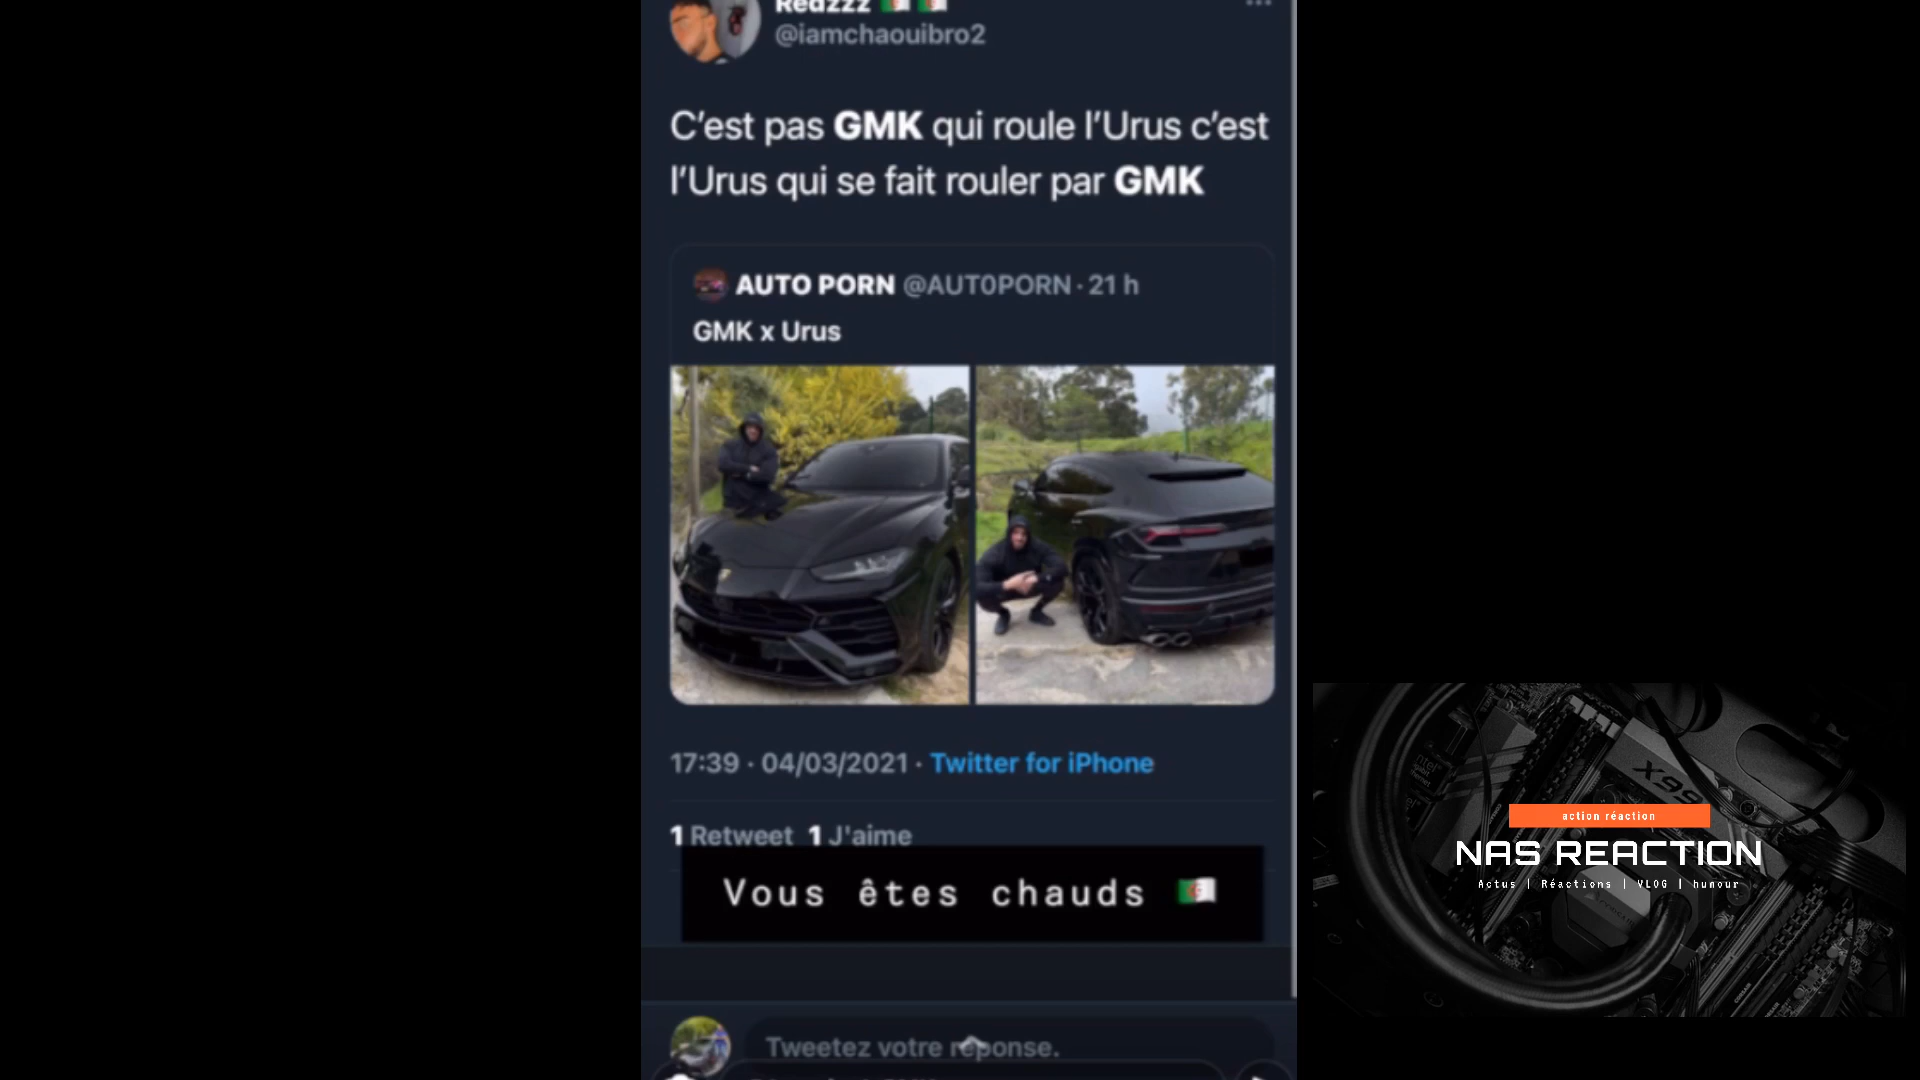 Redzzz 🇩🇿 🇩🇿
@iamchaouibro2
C'est pas GMK qui roule l'Urus c'est
l'Urus qui se fait rouler par GMK
AUTO PORN @AUT0PORN · 21 h
GMK x Urus
17:39 · 04/03/2021 · Twitter for iPhone
1 Retweet 1 J'aime
Vous êtes chauds 🇩🇿
Tweetez votre réponse.
X99
action réaction
NAS REACTION
Actus | Réactions | VLOG | humour